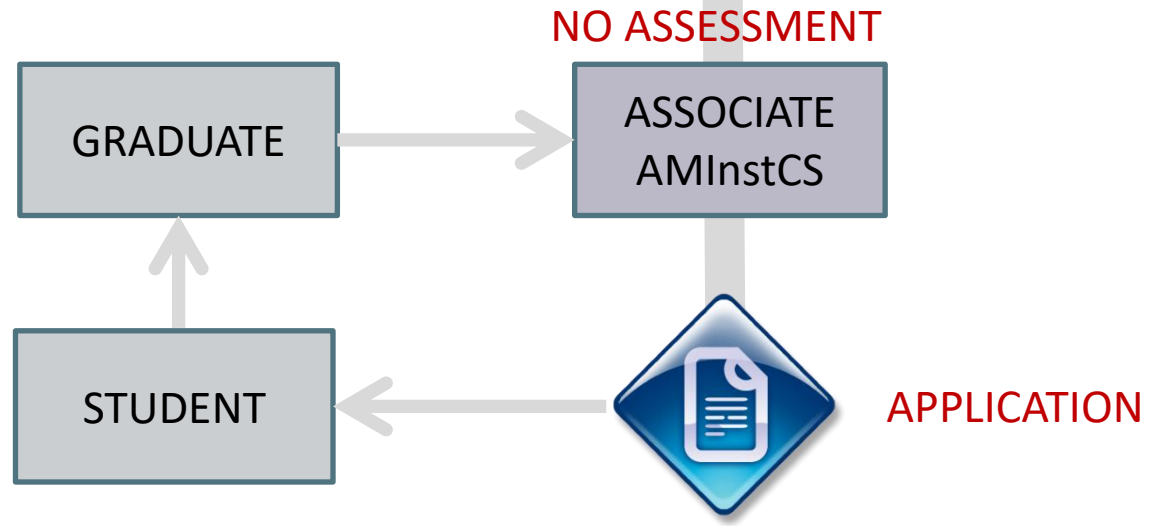 NO ASSESSMENT
GRADUATE
ASSOCIATE
AMInstCS
STUDENT
APPLICATION